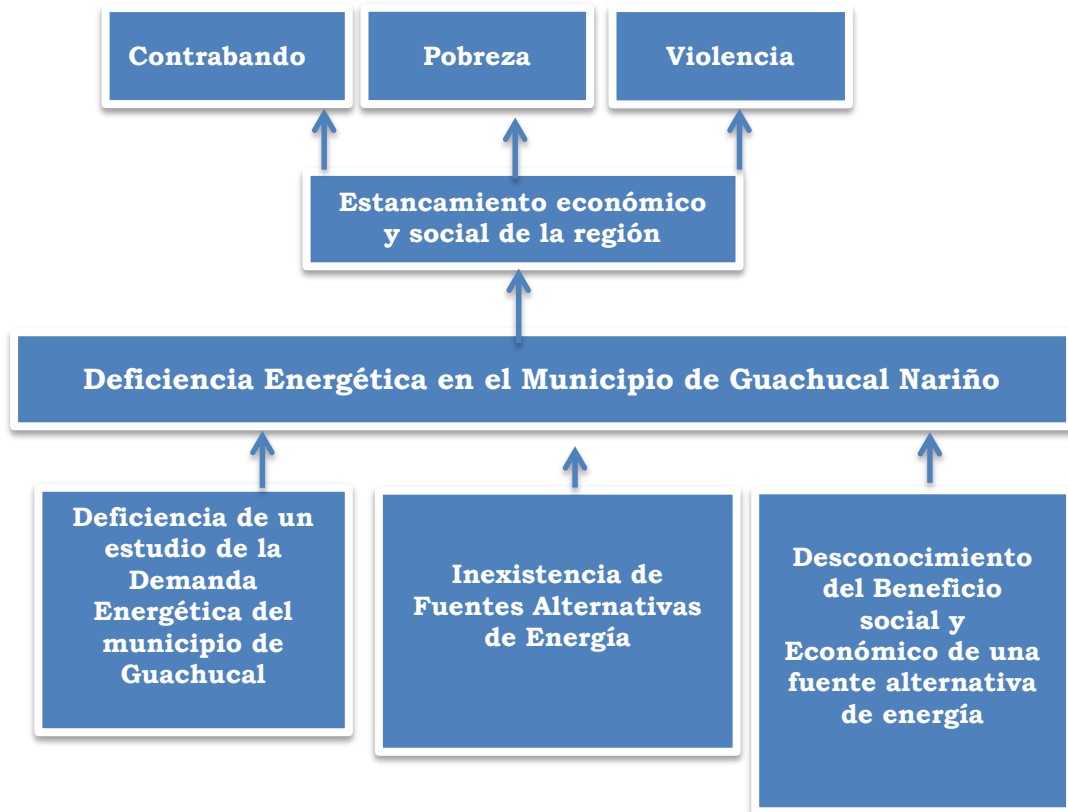 Contrabando
Pobreza
Violencia
Estancamiento económico
y social de la región
Deficiencia Energética en el Municipio de Guachucal Nariño
Deficiencia de un
estudio de la
Demanda
Energética del
municipio de
Guachucal
Inexistencia de
Fuentes Alternativas
de Energía
Desconocimiento
del Beneficio
social y
Económico de una
fuente alternativa
de energía